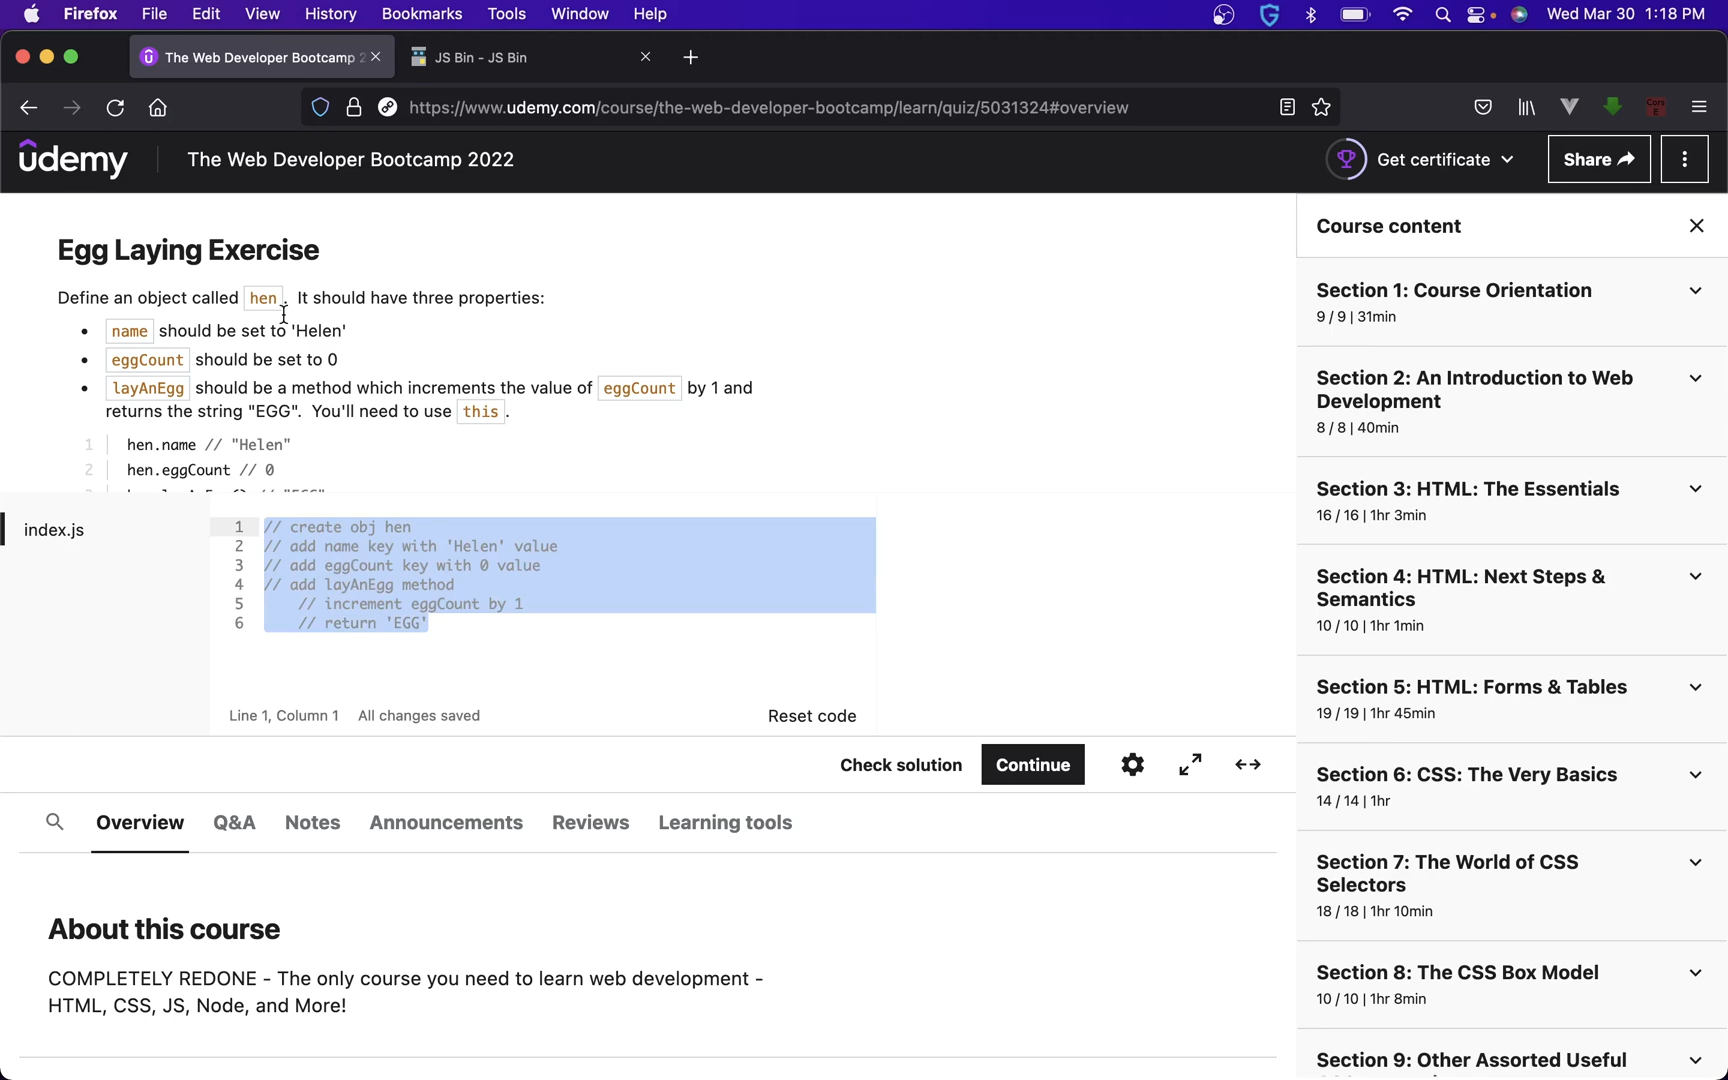 Firefox File Edit View History Bookmarks Tools Window Help Wed Mar 30 1:18 PM
The Web Developer Bootcamp 2
JS Bin - JS Bin
https://www.udemy.com/course/the-web-developer-bootcamp/learn/quiz/5031324#overview
udemy
The Web Developer Bootcamp 2022
Get certificate
Share
Egg Laying Exercise
Define an object called hen. It should have three properties:
• name should be set to 'Helen'
• eggCount should be set to 0
• layAnEgg should be a method which increments the value of eggCount by 1 and
returns the string "EGG". You'll need to use this.
1 hen.name // "Helen"
2 hen.eggCount // 0
index.js
1 // create obj hen
2 // add name key with 'Helen' value
3 // add eggCount key with 0 value
4 // add layAnEgg method
5 // increment eggCount by 1
6 // return 'EGG'
Line 1, Column 1 All changes saved
Reset code
Check solution
Continue
Overview Q&A Notes Announcements Reviews Learning tools
About this course
COMPLETELY REDONE - The only course you need to learn web development -
HTML, CSS, JS, Node, and More!
Course content
Section 1: Course Orientation
9 / 9 | 31min
Section 2: An Introduction to Web
Development
8 / 8 | 40min
Section 3: HTML: The Essentials
16 / 16 | 1hr 3min
Section 4: HTML: Next Steps &
Semantics
10 / 10 | 1hr 1min
Section 5: HTML: Forms & Tables
19 / 19 | 1hr 45min
Section 6: CSS: The Very Basics
14 / 14 | 1hr
Section 7: The World of CSS
Selectors
18 / 18 | 1hr 10min
Section 8: The CSS Box Model
10 / 10 | 1hr 8min
Section 9: Other Assorted Useful